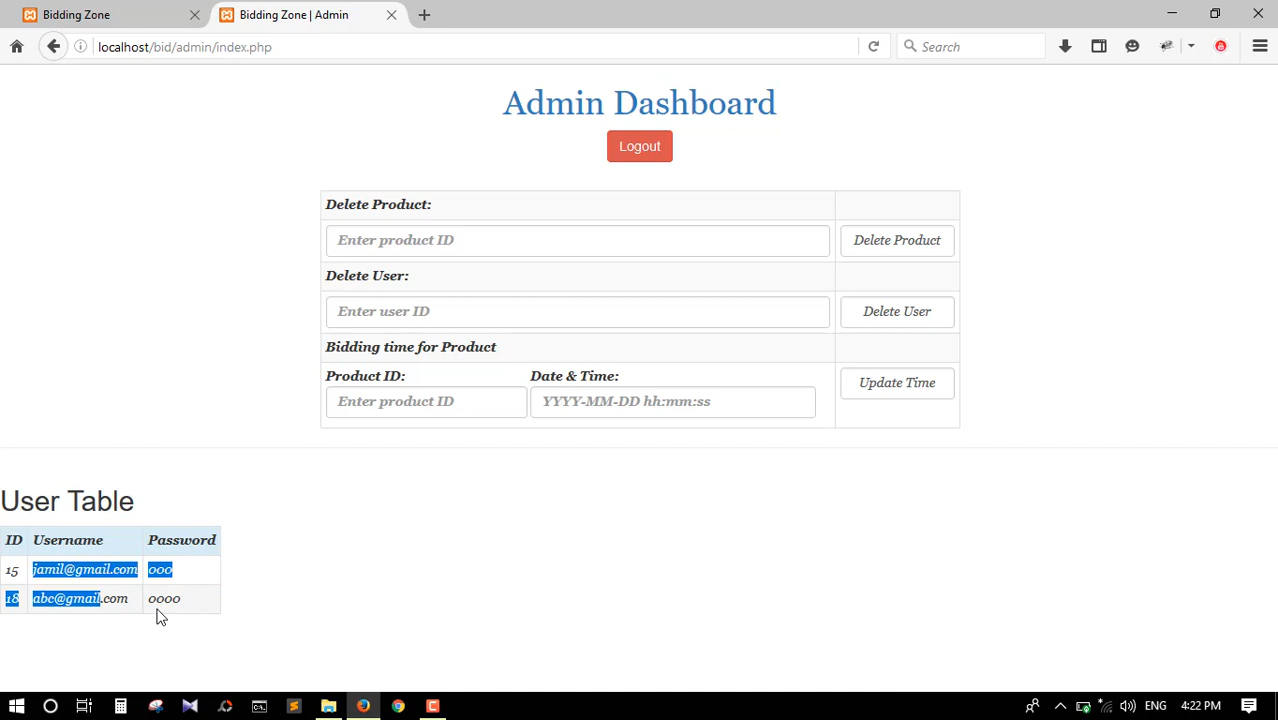 Bidding Zone
Bidding Zone | Admin
localhost/bid/admin/index.php
Search
Admin Dashboard
Logout
Delete Product:
Enter product ID
Delete Product
Delete User:
Enter user ID
Delete User
Bidding time for Product
Product ID: Date & Time:
Enter product ID YYYY-MM-DD hh:mm:ss Update Time
User Table
ID Username Password
15 jamil@gmail.com 000
18 abc@gmail.com 0000
ENG 4:22 PM